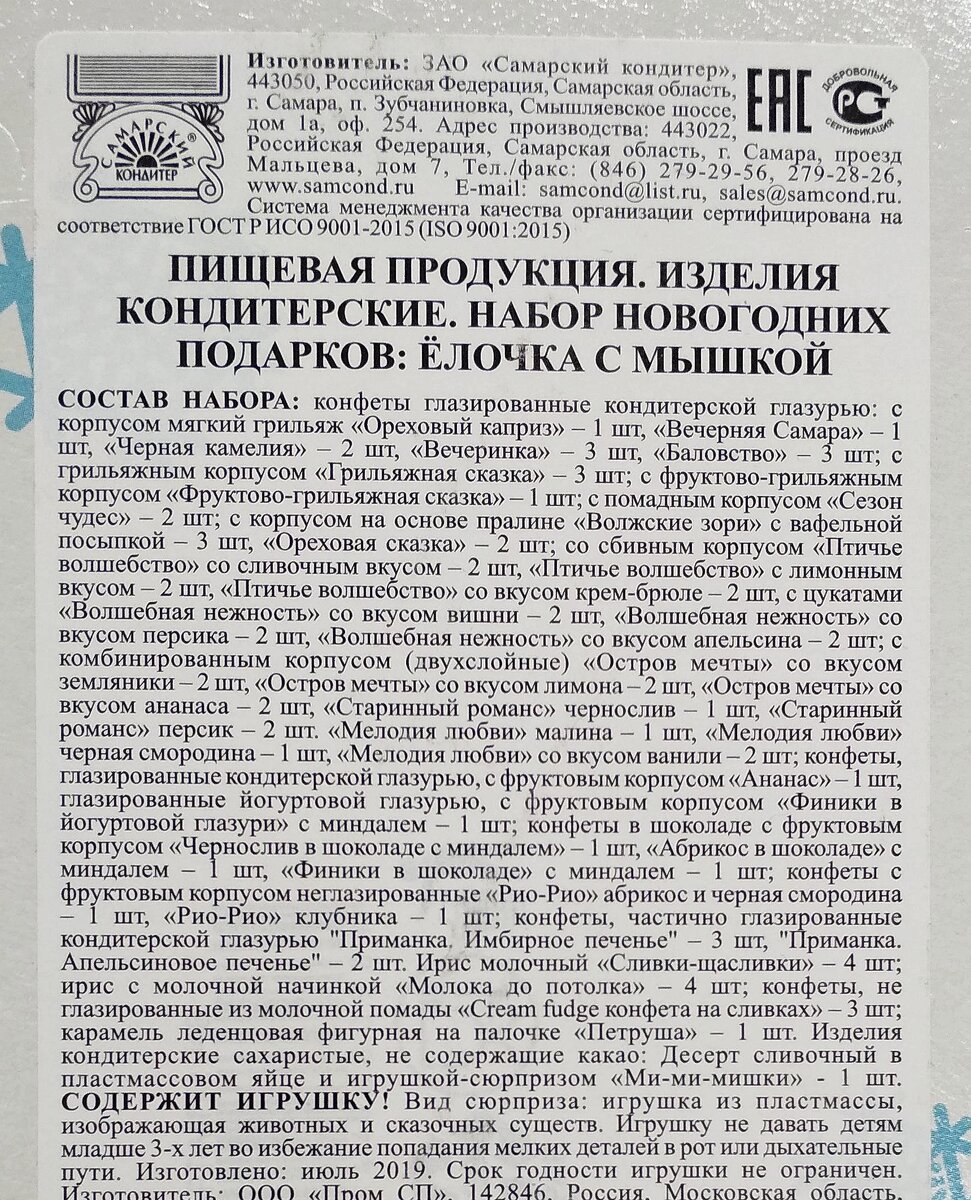 САМАРСКИЙ
КОНДИТЕР
®
Изготовитель: ЗАО «Самарский кондитер»,
443050, Российская Федерация, Самарская область,
г. Самара, п. Зубчаниновка, Смышляевское шоссе,
дом 1а, оф. 254. Адрес производства: 443022,
Российская Федерация, Самарская область, г. Самара, проезд
Мальцева, дом 7, Тел./факс: (846) 279-29-56, 279-28-26,
www.samcond.ru E-mail: samcond@list.ru, sales@samcond.ru.
Система менеджмента качества организации сертифицирована на
соответствие ГОСТ Р ИСО 9001-2015 (ISO 9001:2015)
ЕАС
ДОБРОВОЛЬНАЯ
РСТ
СЕРТИФИКАЦИЯ
ПИЩЕВАЯ ПРОДУКЦИЯ. ИЗДЕЛИЯ
КОНДИТЕРСКИЕ. НАБОР НОВОГОДНИХ
ПОДАРКОВ: ЁЛОЧКА С МЫШКОЙ
СОСТАВ НАБОРА: конфеты глазированные кондитерской глазурью: с
корпусом мягкий грильяж «Ореховый каприз» – 1 шт, «Вечерняя Самара» – 1
шт, «Черная камелия» – 2 шт, «Вечеринка» – 3 шт, «Баловство» – 3 шт; с
грильяжным корпусом «Грильяжная сказка» – 3 шт; с фруктово-грильяжным
корпусом «Фруктово-грильяжная сказка» – 1 шт; с помадным корпусом «Сезон
чудес» – 2 шт; с корпусом на основе пралине «Волжские зори» с вафельной
посыпкой – 3 шт, «Ореховая сказка» – 2 шт; со сбивным корпусом «Птичье
волшебство» со сливочным вкусом – 2 шт, «Птичье волшебство» с лимонным
вкусом – 2 шт, «Птичье волшебство» со вкусом крем-брюле – 2 шт, с цукатами
«Волшебная нежность» со вкусом вишни – 2 шт, «Волшебная нежность» со
вкусом персика – 2 шт, «Волшебная нежность» со вкусом апельсина – 2 шт; с
комбинированным корпусом (двухслойные) «Остров мечты» со вкусом
земляники – 2 шт, «Остров мечты» со вкусом лимона – 2 шт, «Остров мечты» со
вкусом ананаса – 2 шт, «Старинный романс» чернослив – 1 шт, «Старинный
романс» персик – 2 шт. «Мелодия любви» малина – 1 шт, «Мелодия любви»
черная смородина – 1 шт, «Мелодия любви» со вкусом ванили – 2 шт; конфеты,
глазированные кондитерской глазурью, с фруктовым корпусом «Ананас» – 1 шт,
глазированные йогуртовой глазурью, с фруктовым корпусом «Финики в
йогуртовой глазури» с миндалем – 1 шт; конфеты в шоколаде с фруктовым
корпусом «Чернослив в шоколаде с миндалем» – 1 шт, «Абрикос в шоколаде» с
миндалем – 1 шт, «Финики в шоколаде» с миндалем – 1 шт; конфеты с
фруктовым корпусом неглазированные «Рио-Рио» абрикос и черная смородина
– 1 шт, «Рио-Рио» клубника – 1 шт; конфеты, частично глазированные
кондитерской глазурью "Приманка. Имбирное печенье" – 3 шт, "Приманка.
Апельсиновое печенье" – 2 шт. Ирис молочный «Сливки-щасливки» – 4 шт;
ирис с молочной начинкой «Молока до потолка» – 4 шт; конфеты, не
глазированные из молочной помады «Cream fudge конфета на сливках» – 3 шт;
карамель леденцовая фигурная на палочке «Петруша» – 1 шт. Изделия
кондитерские сахаристые, не содержащие какао: Десерт сливочный в
пластмассовом яйце и игрушкой-сюрпризом «Ми-ми-мишки» - 1 шт.
СОДЕРЖИТ ИГРУШКУ! Вид сюрприза: игрушка из пластмассы,
изображающая животных и сказочных существ. Игрушку не давать детям
младше 3-х лет во избежание попадания мелких деталей в рот или дыхательные
пути. Изготовлено: июль 2019. Срок годности игрушки не ограничен.
Изготовитель: ООО «Пром СП», 142846, Россия, Московская область,